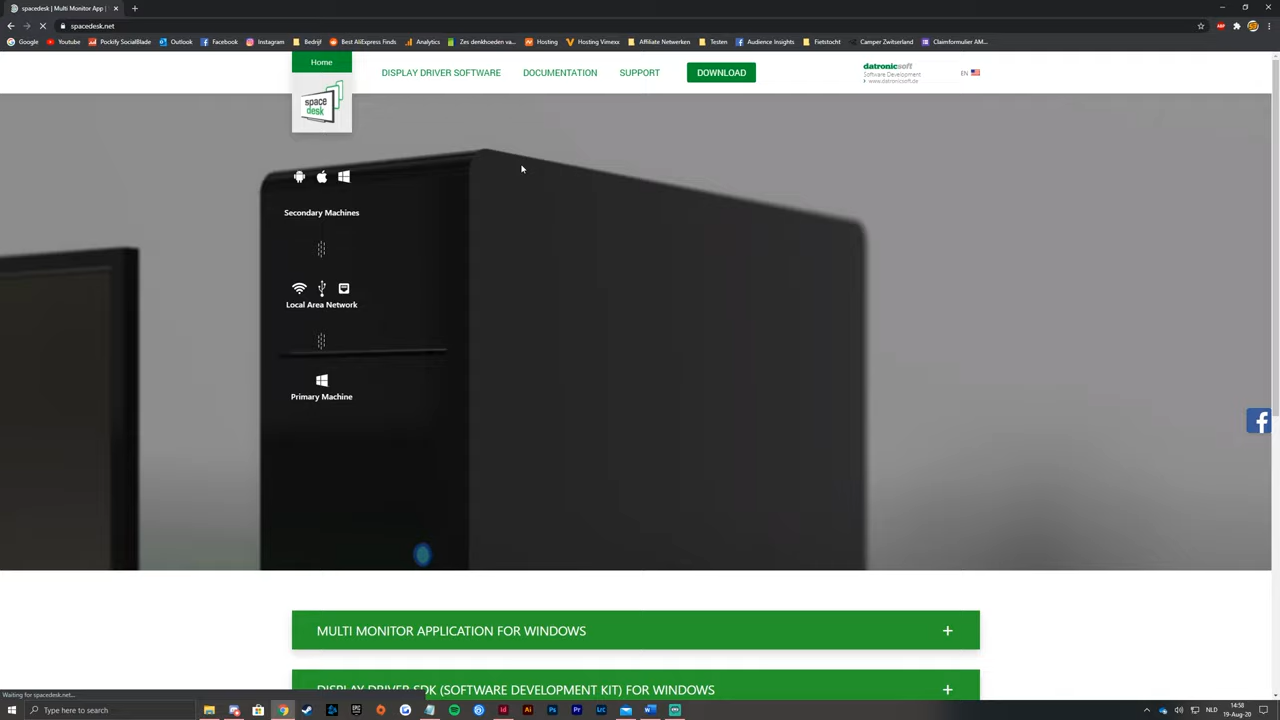 spacedesk | Multi Monitor App |
spacedesk.net
Google Youtube Pockify SocialBlade Outlook Facebook Instagram Bedrijf Best AliExpress Finds Analytics Zes denkhoeden va... Hosting Hosting Vimexx Affiliate Netwerken Testen Audience Insights Fietstocht Camper Zwitserland Claimformulier AM...
Home
DISPLAY DRIVER SOFTWARE DOCUMENTATION SUPPORT DOWNLOAD
datronicsoft
Software Development
www.datronicsoft.de
EN
space
desk
Secondary Machines
Local Area Network
Primary Machine
MULTI MONITOR APPLICATION FOR WINDOWS
DISPLAY DRIVER SDK (SOFTWARE DEVELOPMENT KIT) FOR WINDOWS
Waiting for spacedesk.net...
Type here to search
NLD
14:58
19-Aug-20